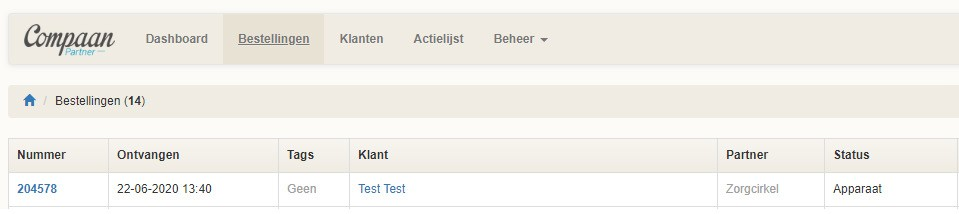 Compaan Dashboard Bestellingen Klanten Actielijst Beheer
Partner
/ Bestellingen (14)
Nummer Ontvangen Tags Klant Partner Status
204578 22-06-2020 13:40 Geen Test Test Zorgcirkel Apparaat